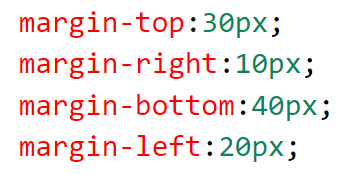 margin-top:30px;
margin-right:10px;
margin-bottom:40px;
margin-left:20px;